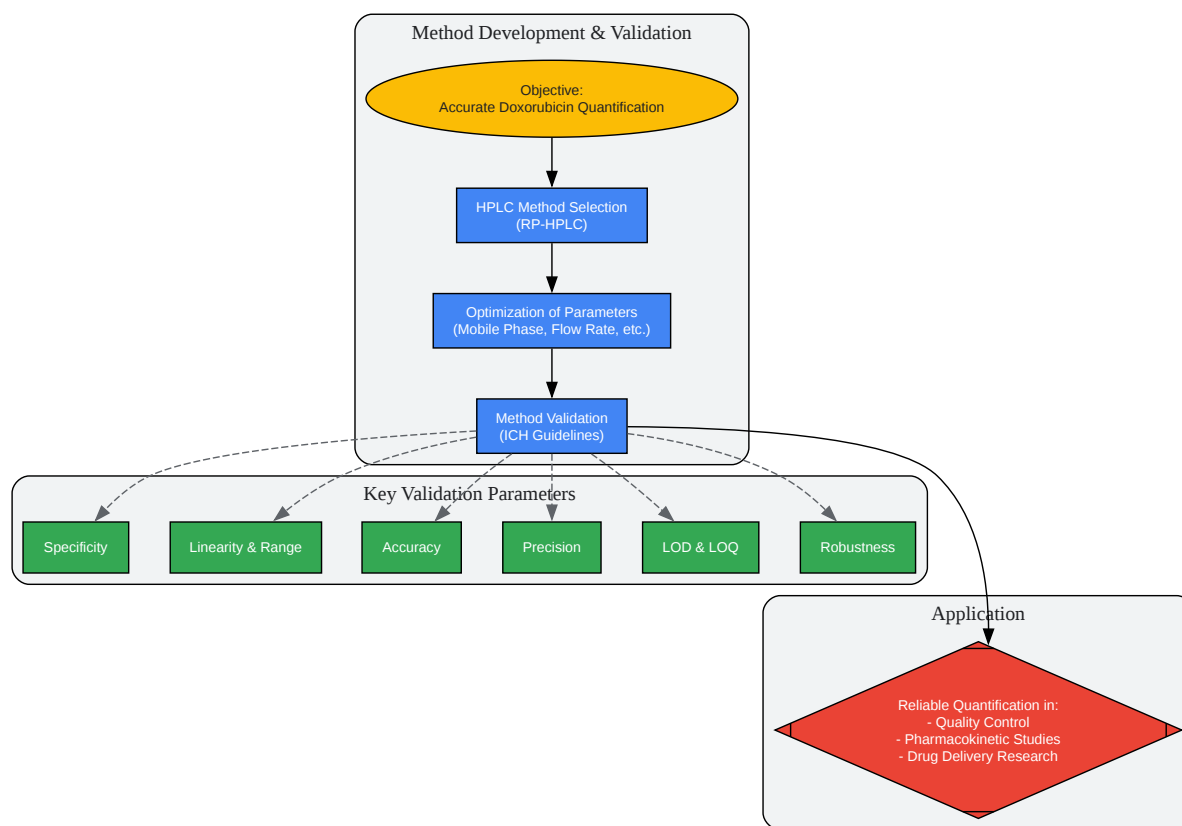 Method Development & Validation
Objective:
Accurate Doxorubicin Quantification
HPLC Method Selection
(RP-HPLC)
Optimization of Parameters
(Mobile Phase, Flow Rate, etc.)
Method Validation
(ICH Guidelines)
Key Validation Parameters
Specificity
Linearity & Range
Accuracy
Precision
LOD & LOQ
Robustness
Application
Reliable Quantification in:
- Quality Control
- Pharmacokinetic Studies
- Drug Delivery Research